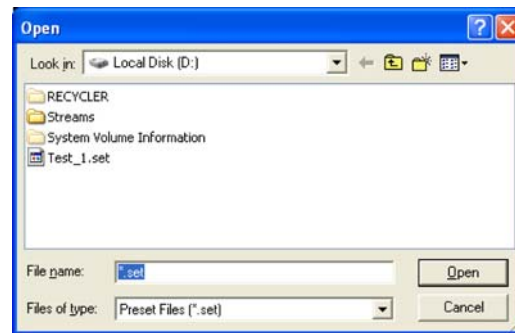 Open
Look in: Local Disk (D:)
RECYCLER
Streams
System Volume Information
Test_1.set
File name: *.set Open
Files of type: Preset Files (*.set) Cancel